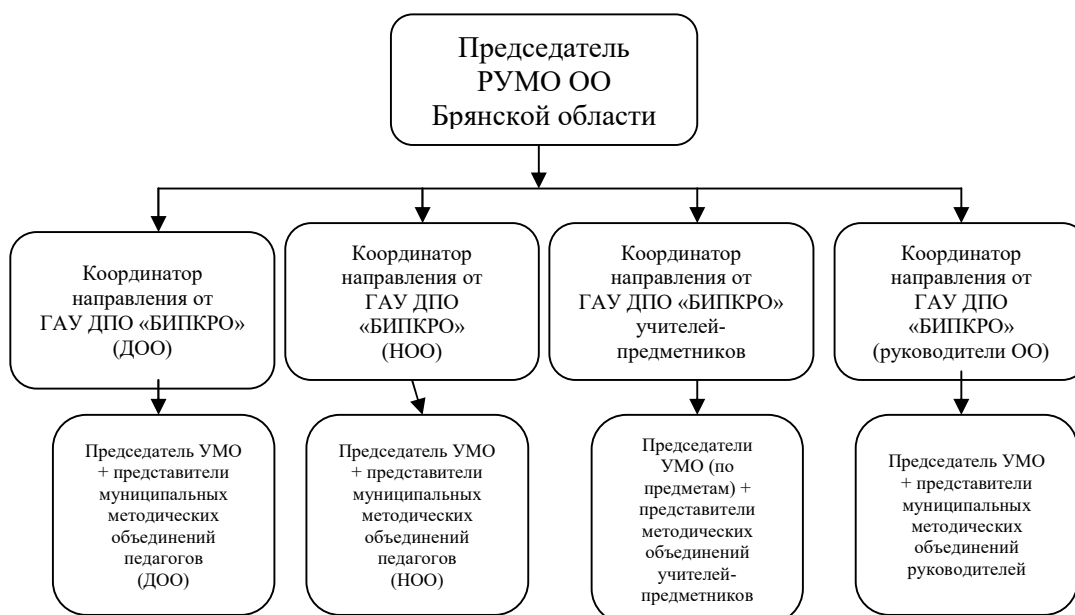 Председатель
РУМО ОО
Брянской области
Координатор
направления от
ГАУ ДПО «БИПКРО»
(ДОО)
Координатор
направления от
ГАУ ДПО
«БИПКРО»
(НОО)
Координатор
направления от
ГАУ ДПО «БИПКРО»
учителей-
предметников
Координатор
направления от
ГАУ ДПО
«БИПКРО»
(руководители ОО)
Председатель УМО
+ представители
муниципальных
методических
объединений
педагогов
(ДОО)
Председатель УМО
+ представители
муниципальных
методических
объединений
педагогов
(НОО)
Председатели
УМО (по
предметам) +
представители
методических
объединений
учителей-
предметников
Председатель УМО
+ представители
муниципальных
методических
объединений
руководителей